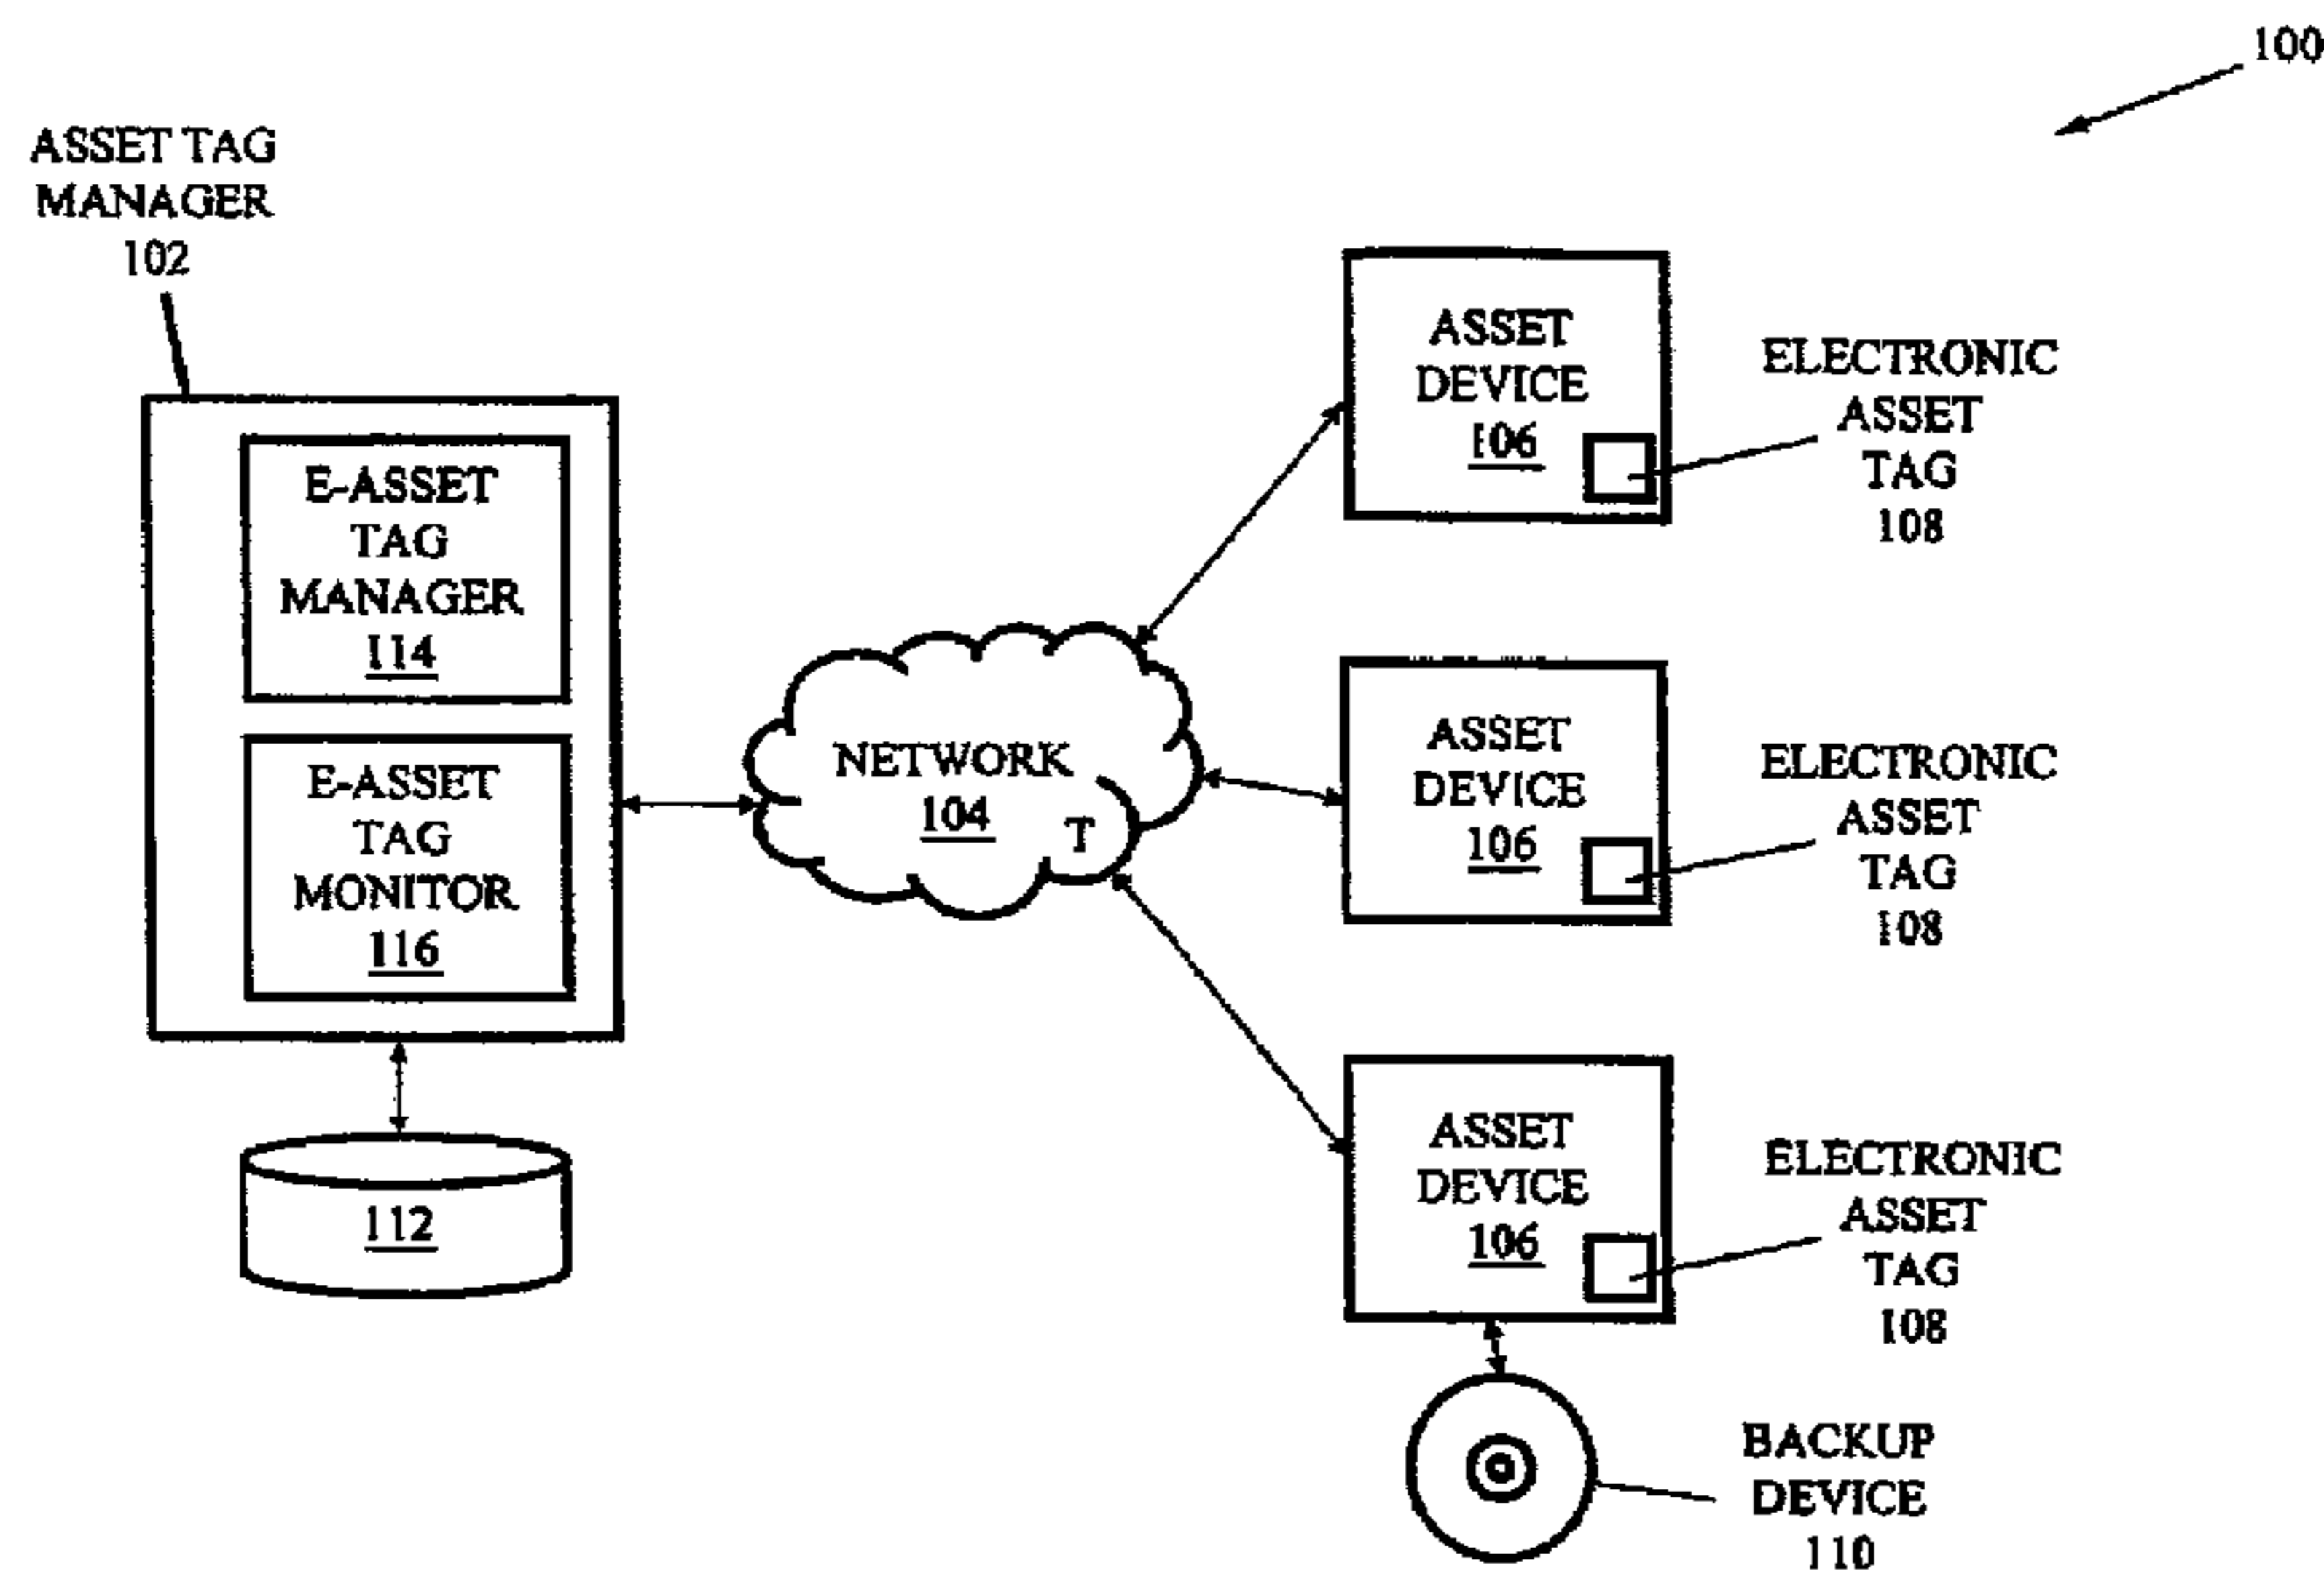 100
ASSET TAG
MANAGER
102
E-ASSET
TAG
MANAGER
114
E-ASSET
TAG
MONITOR
116
112
NETWORK
104
T
ASSET
DEVICE
106
ELECTRONIC
ASSET
TAG
108
ASSET
DEVICE
106
ELECTRONIC
ASSET
TAG
108
ASSET
DEVICE
106
ELECTRONIC
ASSET
TAG
108
BACKUP
DEVICE
110